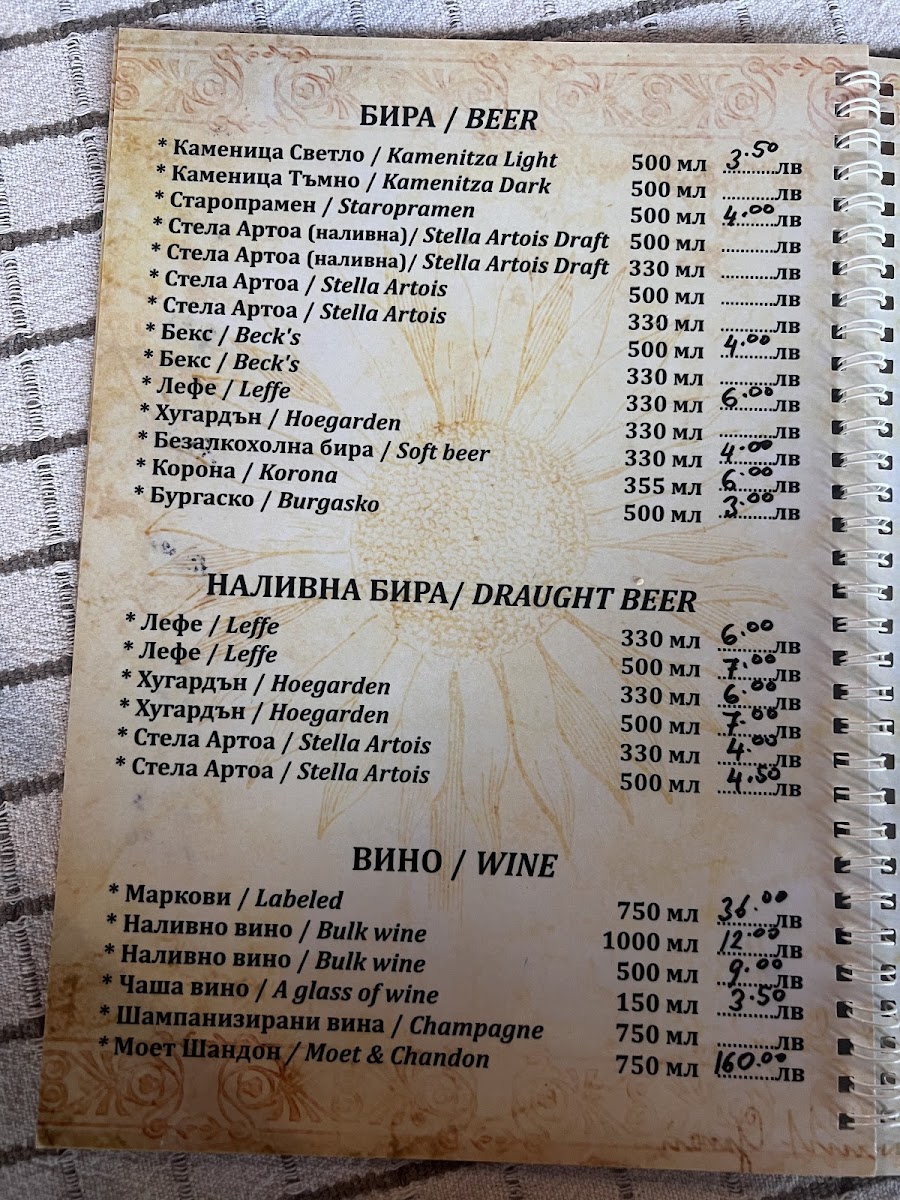 БИРА / BEER
* Каменица Светло / Kamenitza Light 500 мл 3.50 лв
* Каменица Тъмно / Kamenitza Dark 500 мл ..........лв
* Старопрамен / Staropramen 500 мл 4.00 лв
* Стела Артоа (наливна)/ Stella Artois Draft 500 мл ..........лв
* Стела Артоа (наливна)/ Stella Artois Draft 330 мл ..........лв
* Стела Артоа / Stella Artois 500 мл ..........лв
* Стела Артоа / Stella Artois 330 мл ..........лв
* Бекс / Beck's 500 мл 4.00 лв
* Бекс / Beck's 330 мл ..........лв
* Лефе / Leffe 330 мл 6.00 лв
* Хугардън / Hoegarden 330 мл ..........лв
* Безалкохолна бира / Soft beer 330 мл 4.00 лв
* Корона / Korona 355 мл 6.00 лв
* Бургаско / Burgasko 500 мл 3.00 лв
НАЛИВНА БИРА/ DRAUGHT BEER
* Лефе / Leffe 330 мл 6.00 лв
* Лефе / Leffe 500 мл 7.00 лв
* Хугардън / Hoegarden 330 мл 6.00 лв
* Хугардън / Hoegarden 500 мл 7.00 лв
* Стела Артоа / Stella Artois 330 мл 4.00 лв
* Стела Артоа / Stella Artois 500 мл 4.50 лв
ВИНО / WINE
* Маркови / Labeled 750 мл 36.00 лв
* Наливно вино / Bulk wine 1000 мл 12.00 лв
* Наливно вино / Bulk wine 500 мл 9.00 лв
* Чаша вино / A glass of wine 150 мл 3.50 лв
* Шампанизирани вина / Champagne 750 мл ..........лв
* Моет Шандон / Moet & Chandon 750 мл 160.00 лв